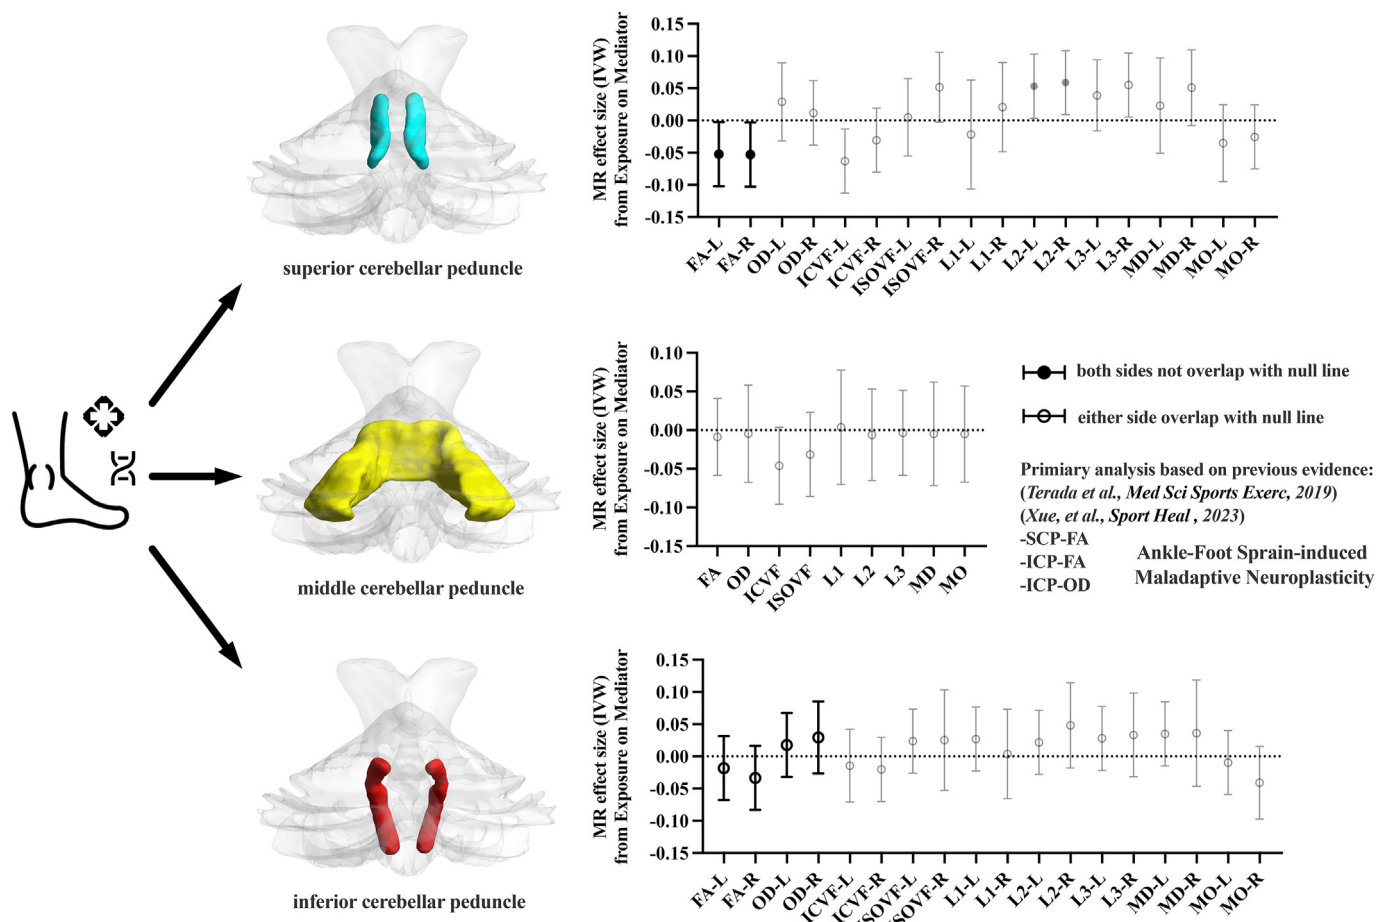 MR effect size (IVW)
from Exposure on Mediator
0.15
0.10
0.05
0.00
-0.05
-0.10
-0.15
FA-L
FA-R
OD-L
OD-R
ICVF-L
ICVF-R
ISOVF-L
ISOVF-R
L1-L
L1-R
L2-L
L2-R
L3-L
L3-R
MD-L
MD-R
MO-L
MO-R
superior cerebellar peduncle
MR effect size (IVW)
from Exposure on Mediator
0.10
0.05
0.00
-0.05
-0.10
-0.15
FA
OD
ICVF
ISOVF
L1
L2
L3
MD
MO
middle cerebellar peduncle
both sides not overlap with null line
either side overlap with null line
Primiary analysis based on previous evidence:
(Terada et al., Med Sci Sports Exerc, 2019)
(Xue, et al., Sport Heal , 2023)
-SCP-FA
-ICP-FA
-ICP-OD
Ankle-Foot Sprain-induced
Maladaptive Neuroplasticity
MR effect size (IVW)
from Exposure on Mediator
0.15
0.10
0.05
0.00
-0.05
-0.10
-0.15
FA-L
FA-R
OD-L
OD-R
ICVF-L
ICVF-R
ISOVF-L
ISOVF-R
L1-L
L1-R
L2-L
L2-R
L3-L
L3-R
MD-L
MD-R
MO-L
MO-R
inferior cerebellar peduncle